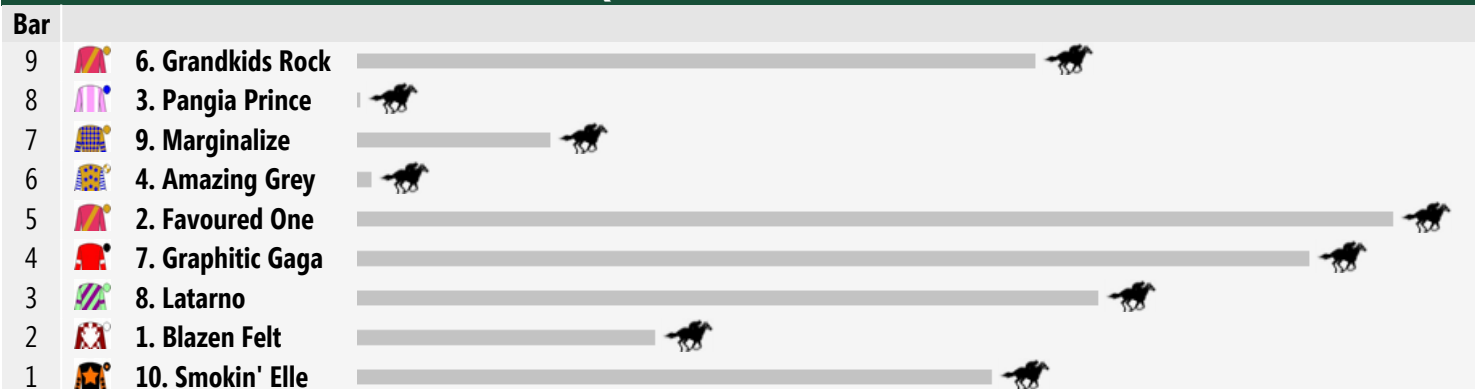 Bar
9 6. Grandkids Rock
8 3. Pangia Prince
7 9. Marginalize
6 4. Amazing Grey
5 2. Favoured One
4 7. Graphitic Gaga
3 8. Latarno
2 1. Blazen Felt
1 10. Smokin' Elle